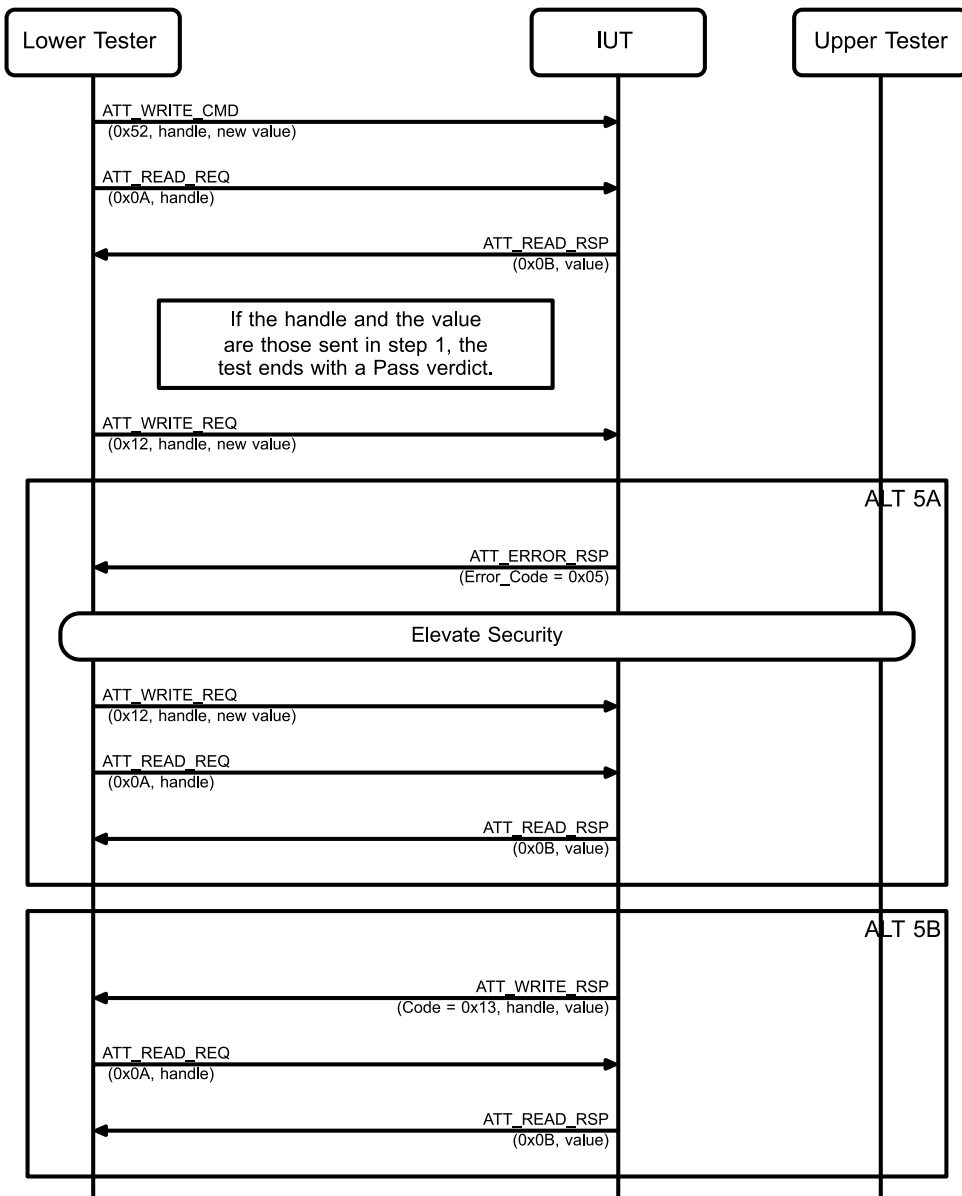 Lower Tester
IUT
Upper Tester
ATT_WRITE_CMD
(0x52, handle, new value)
ATT_READ_REQ
(0x0A, handle)
ATT_READ_RSP
(0x0B, value)
If the handle and the value
are those sent in step 1, the
test ends with a Pass verdict.
ATT_WRITE_REQ
(0x12, handle, new value)
ALT 5A
ATT_ERROR_RSP
(Error_Code = 0x05)
Elevate Security
ATT_WRITE_REQ
(0x12, handle, new value)
ATT_READ_REQ
(0x0A, handle)
ATT_READ_RSP
(0x0B, value)
ALT 5B
ATT_WRITE_RSP
(Code = 0x13, handle, value)
ATT_READ_REQ
(0x0A, handle)
ATT_READ_RSP
(0x0B, value)